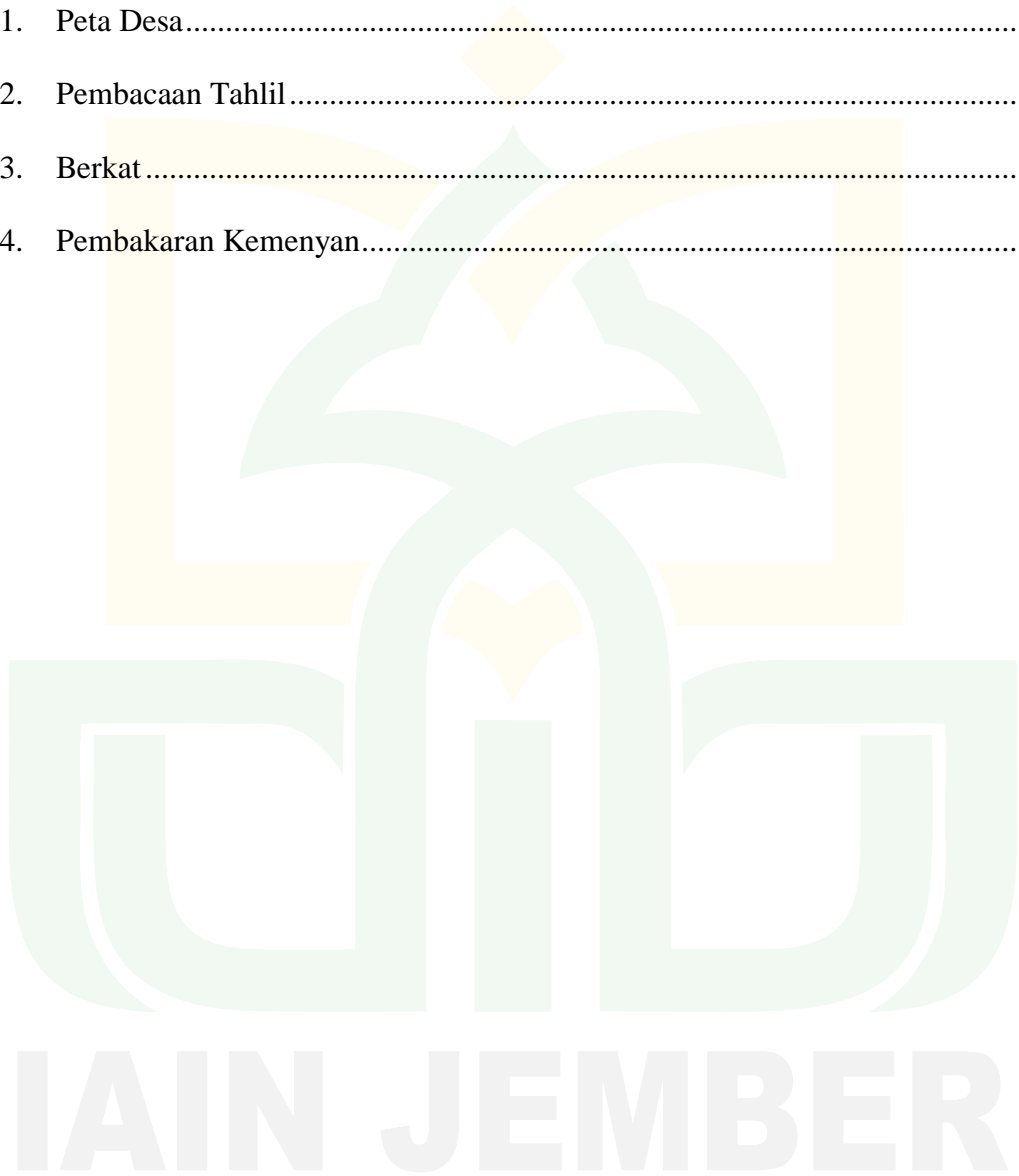 1. Peta Desa..........................................................................................................
2. Pembacaan Tahlil............................................................................................
3. Berkat...............................................................................................................
4. Pembakaran Kemenyan...................................................................................
IAIN JEMBER